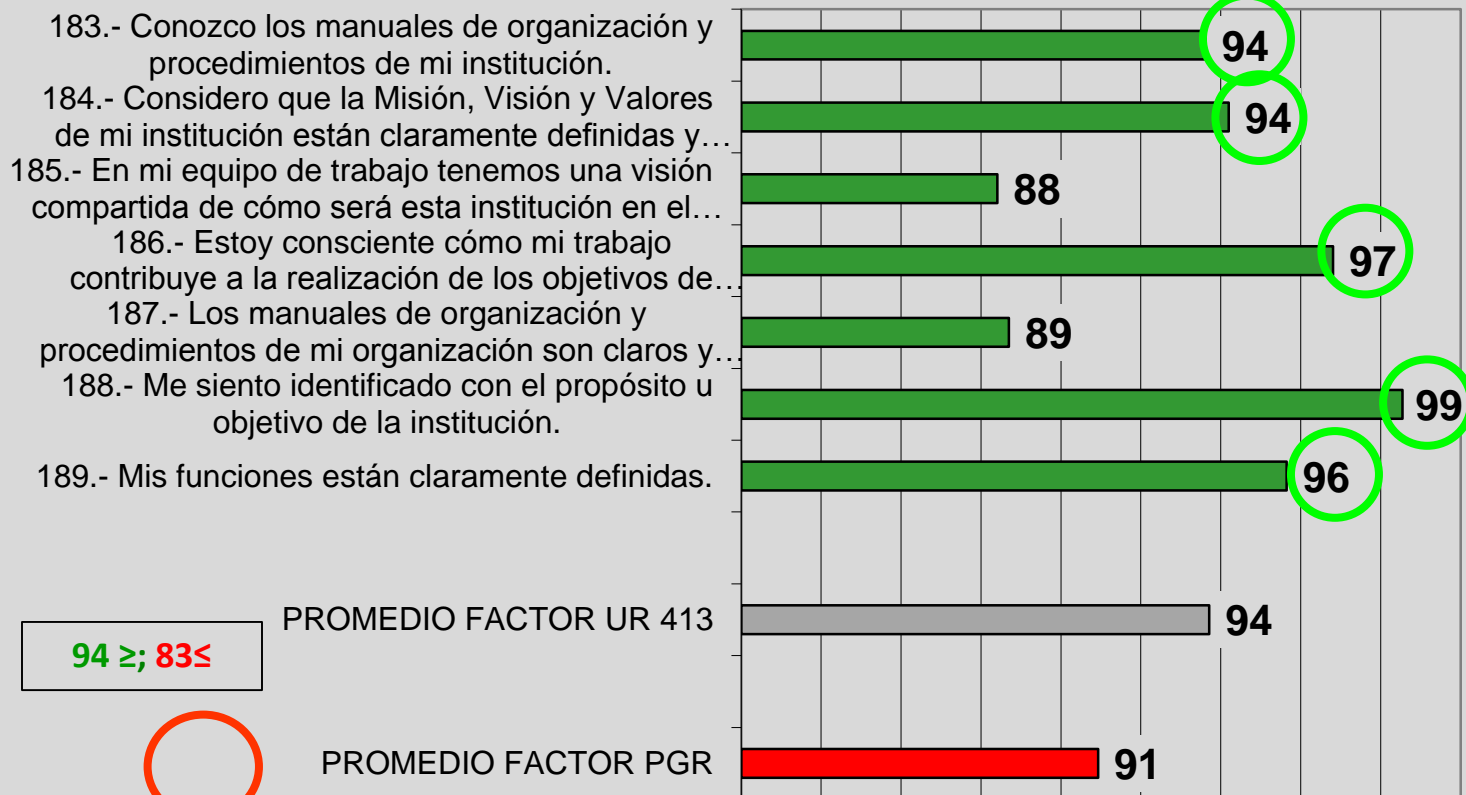 183.- Conozco los manuales de organización y
procedimientos de mi institución.
94
184.- Considero que la Misión, Visión y Valores
de mi institución están claramente definidas y…
94
185.- En mi equipo de trabajo tenemos una visión
compartida de cómo será esta institución en el…
88
186.- Estoy consciente cómo mi trabajo
contribuye a la realización de los objetivos de…
97
187.- Los manuales de organización y
procedimientos de mi organización son claros y…
89
188.- Me siento identificado con el propósito u
objetivo de la institución.
99
189.- Mis funciones están claramente definidas.
96
PROMEDIO FACTOR UR 413
94
94 ≥; 83≤
PROMEDIO FACTOR PGR
91